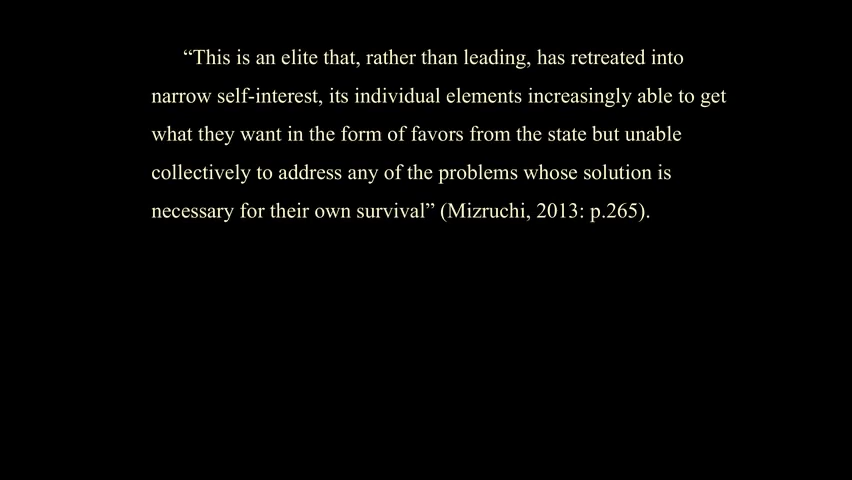 “This is an elite that, rather than leading, has retreated into
narrow self-interest, its individual elements increasingly able to get
what they want in the form of favors from the state but unable
collectively to address any of the problems whose solution is
necessary for their own survival” (Mizruchi, 2013: p.265).